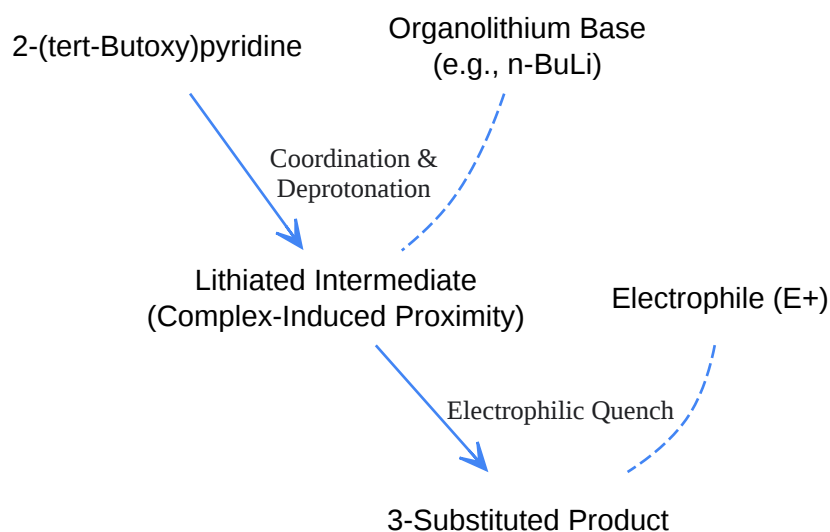 2-(tert-Butoxy)pyridine
Organolithium Base
(e.g., n-BuLi)
Coordination &
Deprotonation
Lithiated Intermediate
(Complex-Induced Proximity)
Electrophile (E+)
Electrophilic Quench
3-Substituted Product